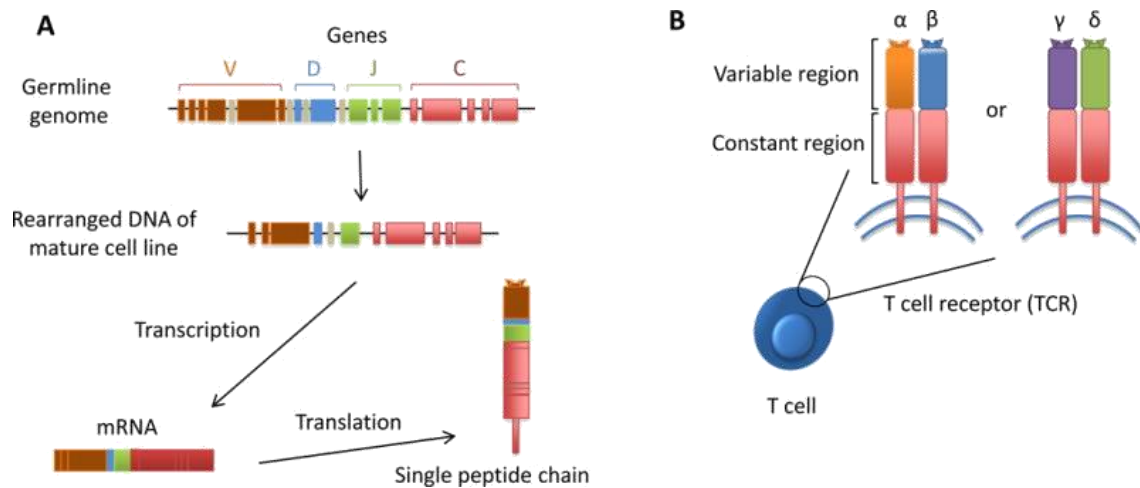 A
Genes
V D J C
Germline
genome
Rearranged DNA of
mature cell line
Transcription
mRNA
Translation
Single peptide chain
B
α β γ δ
Variable region
or
Constant region
T cell receptor (TCR)
T cell